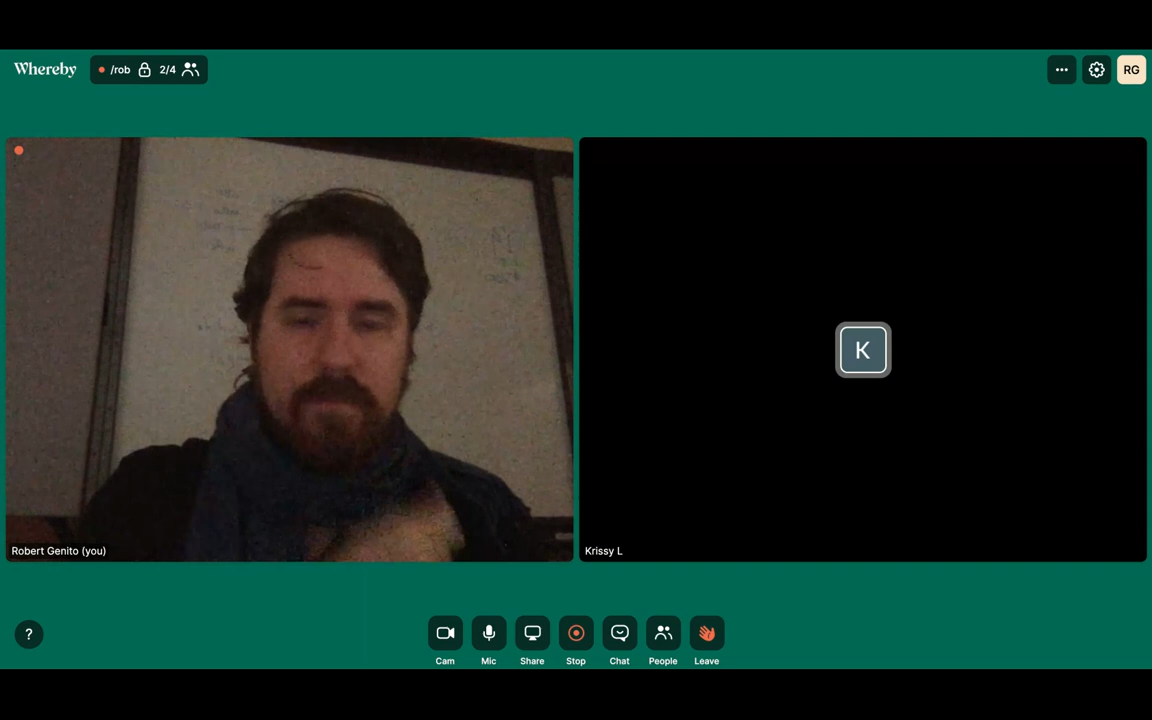 Whereby
/rob
2/4
RG
K
Robert Genito (you)
Krissy L
?
Cam
Mic
Share
Stop
Chat
People
Leave